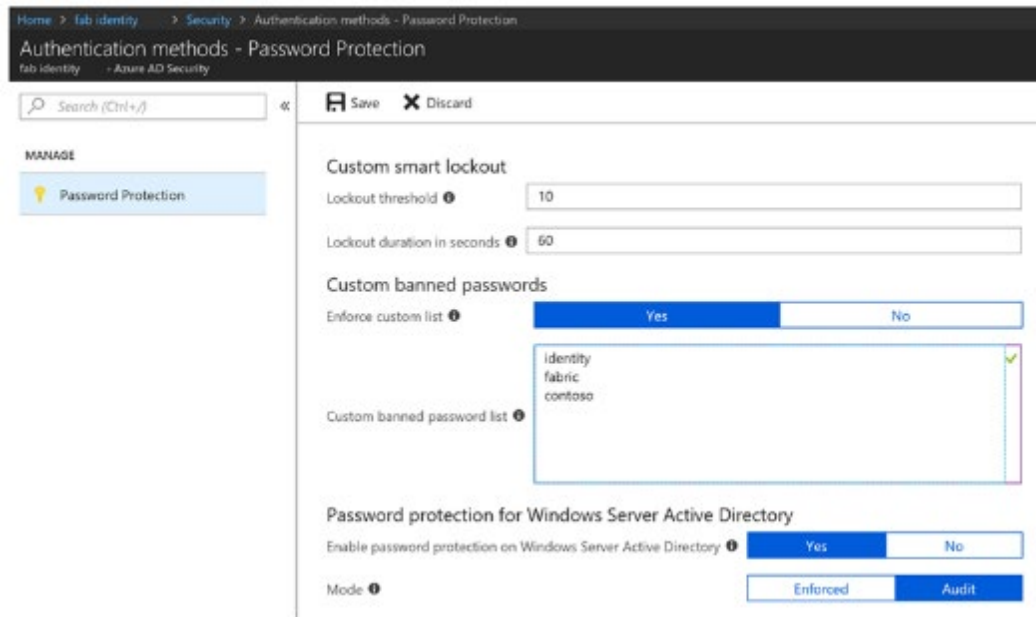 Home > fab identity > Security > Authentication methods - Password Protection
Authentication methods - Password Protection
fab identity - Azure AD Security
Search (Ctrl+/)
«
Save Discard
MANAGE
Password Protection
Custom smart lockout
Lockout threshold 10
Lockout duration in seconds 60
Custom banned passwords
Enforce custom list Yes No
identity
fabric
contoso
Custom banned password list
Password protection for Windows Server Active Directory
Enable password protection on Windows Server Active Directory Yes No
Mode Enforced Audit